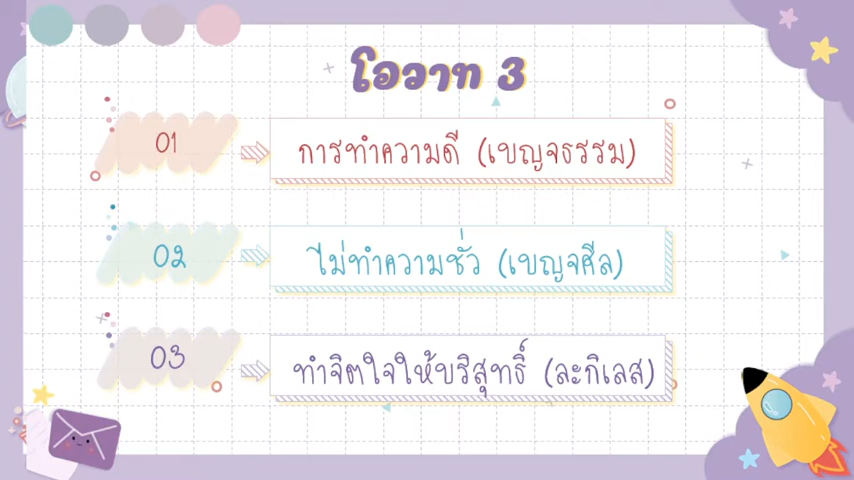 โอวาท 3
01
การทำความดี (เบญจธรรม)
02
ไม่ทำความชั่ว (เบญจศีล)
03
ทำจิตใจให้บริสุทธิ์ (ละกิเลส)